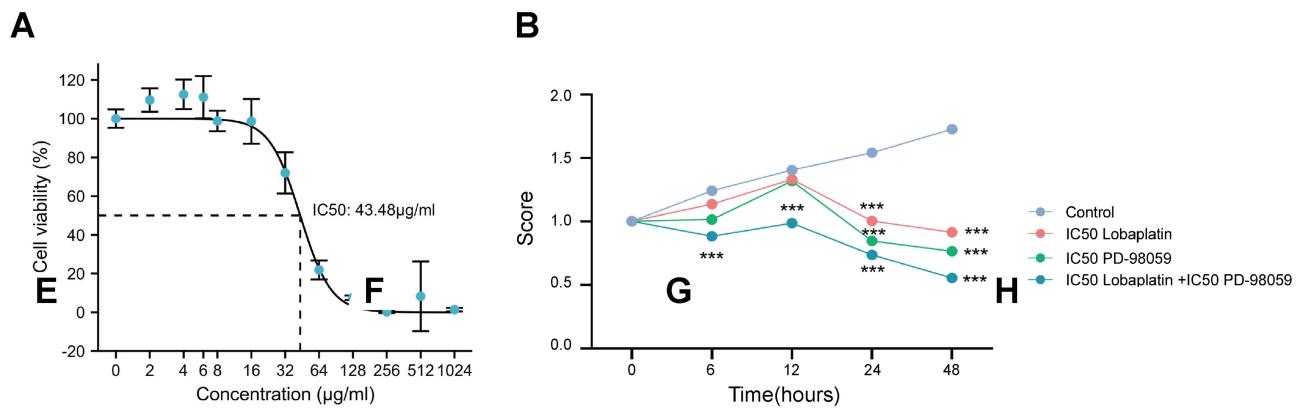 A
B
120
100
80
60
40
20
0
-20
Cell viability (%)
IC50: 43.48µg/ml
0 2 4 6 8 16 32 64 128 256 512 1024
Concentration (µg/ml)
E
F
2.0
1.5
1.0
0.5
0.0
Score
***
***
***
***
***
***
***
***
0 6 12 24 48
Time(hours)
Control
IC50 Lobaplatin
IC50 PD-98059
IC50 Lobaplatin +IC50 PD-98059
G
H